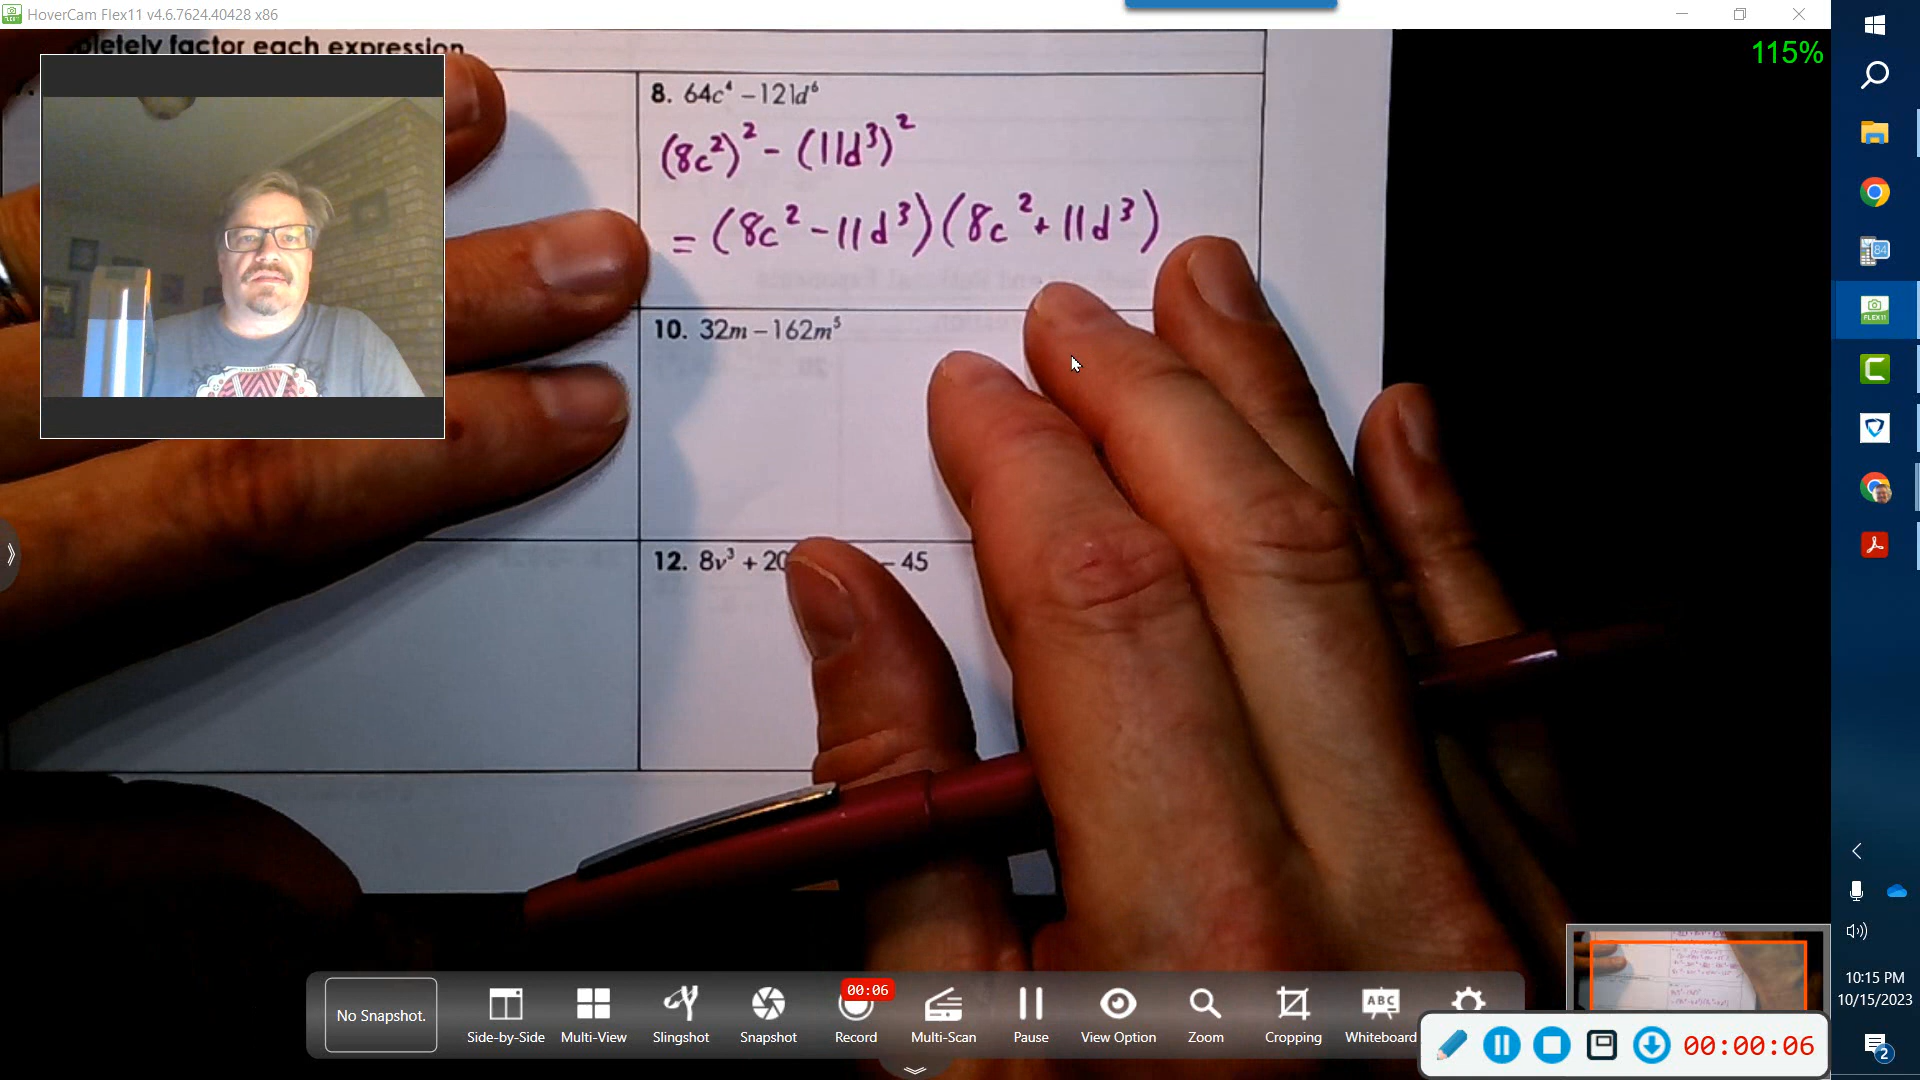 HoverCam Flex11 v4.6.7624.40428 x86
115%
pletely factor each expression
8. 64c⁴ – 121d⁶
(8c²)² - (11d³)²
= (8c² - 11d³)(8c² + 11d³)
10. 32m – 162m⁵
12. 8v³ + 20 – 45
84
FLEX11
No Snapshot.
Side-by-Side
Multi-View
Slingshot
Snapshot
00:06
Record
Multi-Scan
Pause
View Option
Zoom
Cropping
ABC
Whiteboard
00:00:06
10:15 PM
10/15/2023
2